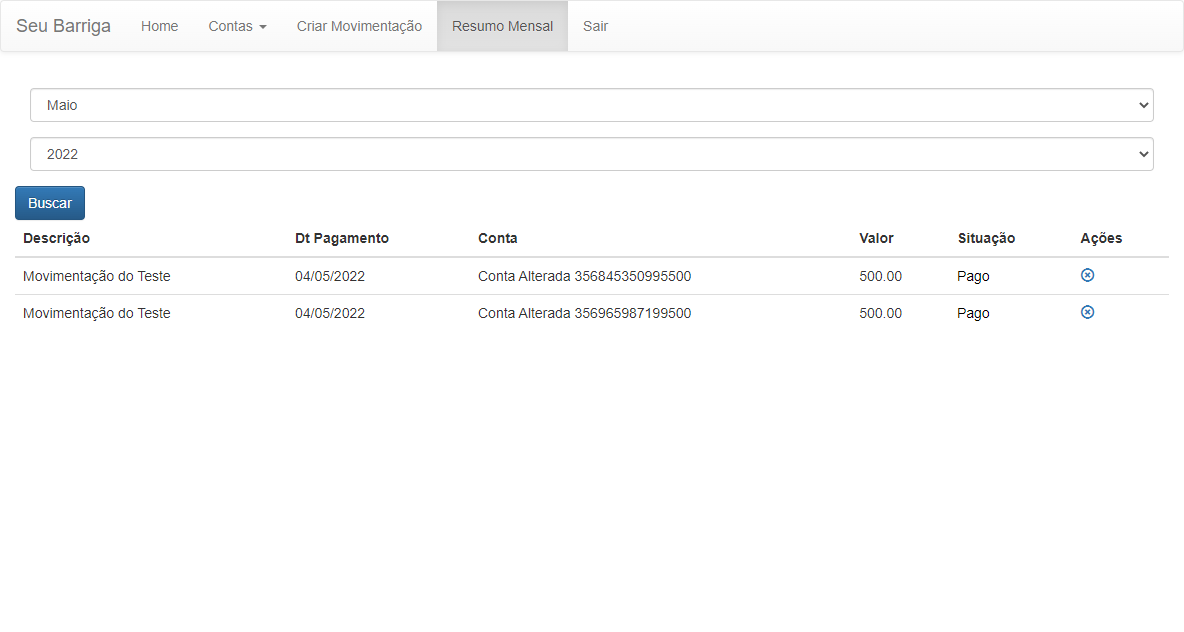 Seu Barriga Home Contas Criar Movimentação Resumo Mensal Sair
Maio
2022
Buscar
Descrição Dt Pagamento Conta Valor Situação Ações
Movimentação do Teste 04/05/2022 Conta Alterada 356845350995500 500.00 Pago
Movimentação do Teste 04/05/2022 Conta Alterada 356965987199500 500.00 Pago